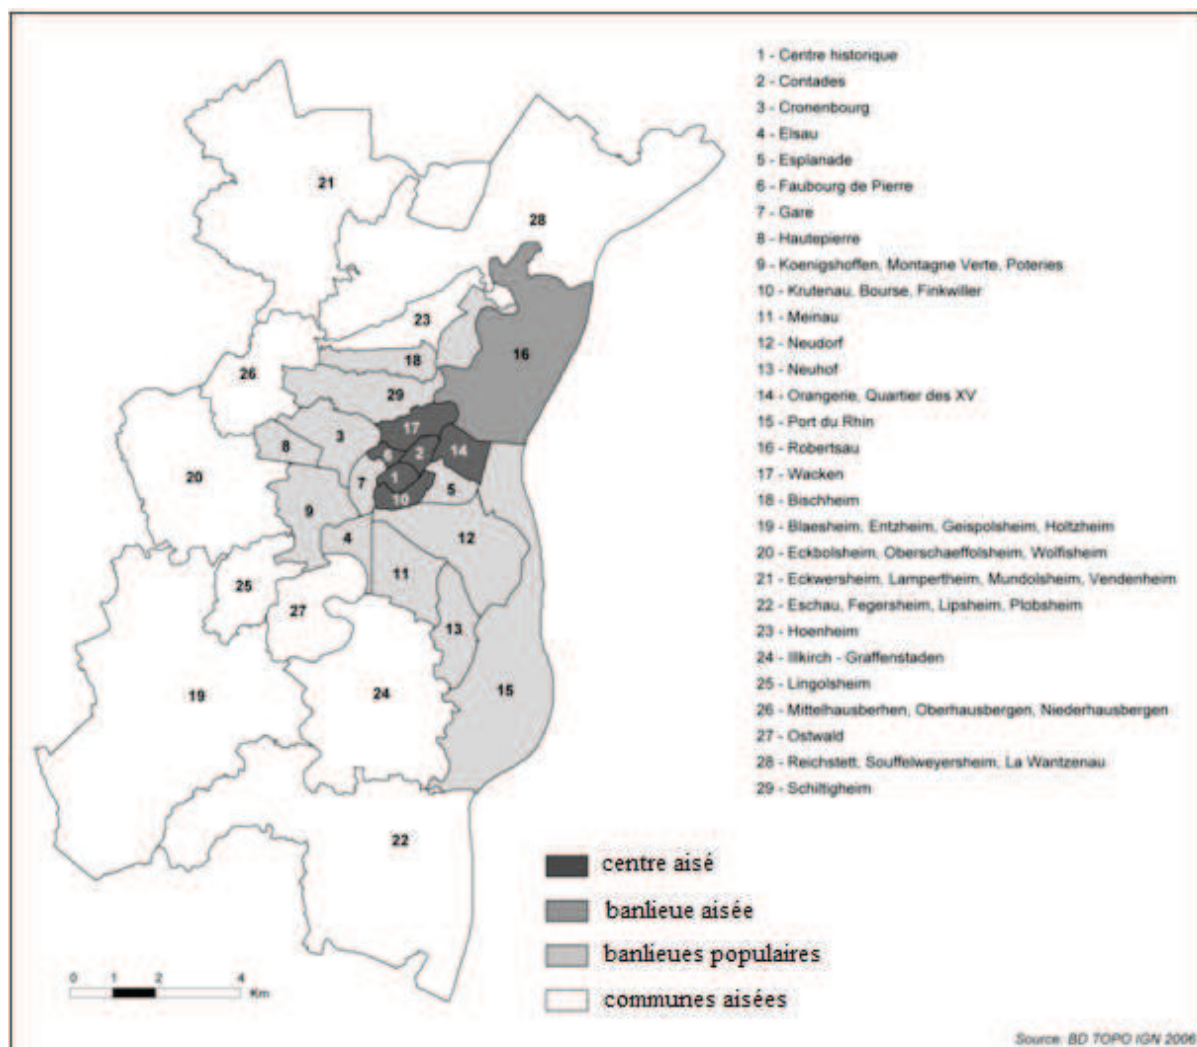 1 - Centre historique
2 - Contades
3 - Cronenbourg
4 - Elsau
5 - Esplanade
6 - Faubourg de Pierre
7 - Gare
8 - Hautepierre
9 - Koenigshoffen, Montagne Verte, Poteries
10 - Krutenau, Bourse, Finkwiller
11 - Meinau
12 - Neudorf
13 - Neuhof
14 - Orangerie, Quartier des XV
15 - Port du Rhin
16 - Robertsau
17 - Wacken
18 - Bischheim
19 - Blaesheim, Entzheim, Geispolsheim, Holtzheim
20 - Eckbolsheim, Oberschaeffolsheim, Wolfisheim
21 - Eckwersheim, Lampertheim, Mundolsheim, Vendenheim
22 - Eschau, Fegersheim, Lipsheim, Plobsheim
23 - Hoenheim
24 - Illkirch - Graffenstaden
25 - Lingolsheim
26 - Mittelhausberhen, Oberhausbergen, Niederhausbergen
27 - Ostwald
28 - Reichstett, Souffelweyersheim, La Wantzenau
29 - Schiltigheim
21
28
23
16
18
26
29
17
3
8
6
2
14
20
1
7
5
10
9
12
4
11
25
27
13
19
24
15
22
centre aisé
banlieue aisée
banlieues populaires
communes aisées
0 1 2 4
Km
Source: BD TOPO IGN 2006